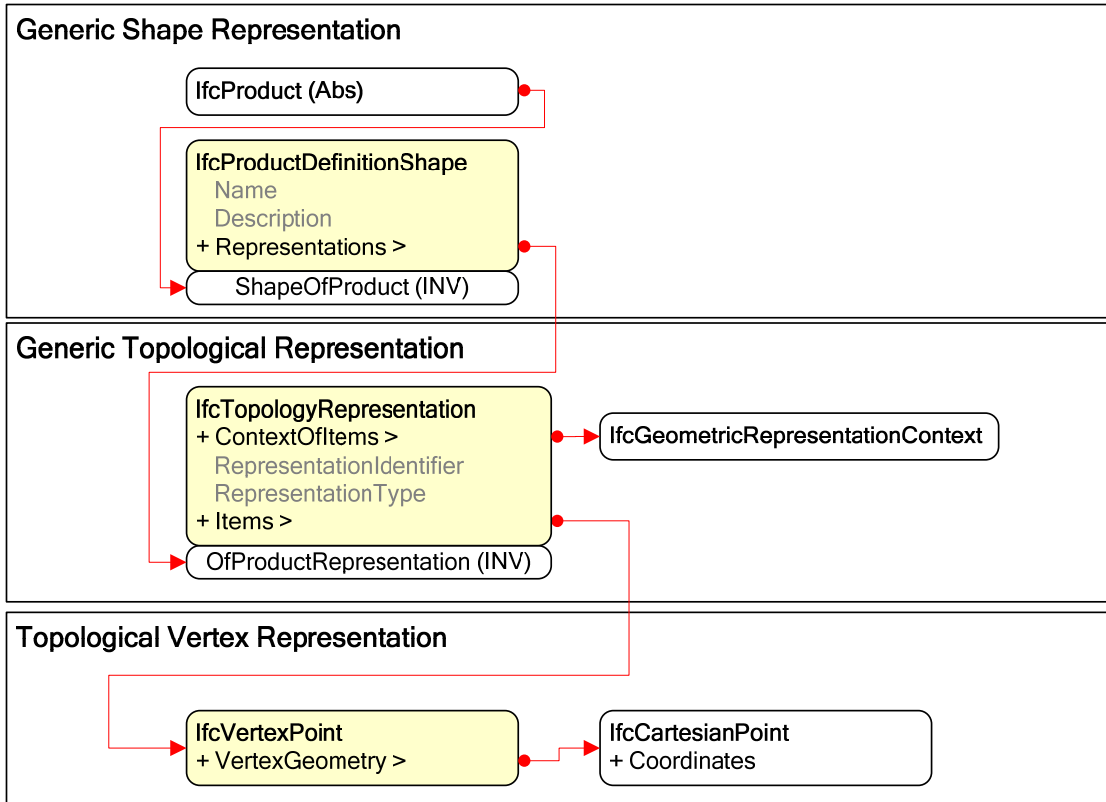 Generic Shape Representation
IfcProduct (Abs)
IfcProductDefinitionShape
Name
Description
+ Representations >
ShapeOfProduct (INV)
Generic Topological Representation
IfcTopologyRepresentation
+ ContextOfItems >
RepresentationIdentifier
RepresentationType
+ Items >
OfProductRepresentation (INV)
IfcGeometricRepresentationContext
Topological Vertex Representation
IfcVertexPoint
+ VertexGeometry >
IfcCartesianPoint
+ Coordinates